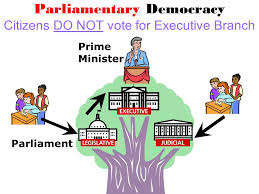 Parliamentary Democracy
Citizens DO NOT vote for Executive Branch
Prime
Minister
EXECUTIVE
Parliament
LEGISLATIVE
JUDICIAL